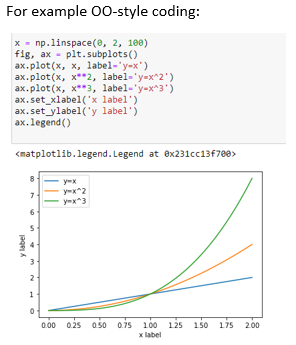 For example OO-style coding:
x = np.linspace(0, 2, 100)
fig, ax = plt.subplots()
ax.plot(x, x, label='y=x')
ax.plot(x, x**2, label='y=x^2')
ax.plot(x, x**3, label='y=x^3')
ax.set_xlabel('x label')
ax.set_ylabel('y label')
ax.legend()
<matplotlib.legend.Legend at 0x231cc13f700>
y=x
y=x^2
y=x^3
8
7
6
5
4
3
2
1
0
y label
0.00 0.25 0.50 0.75 1.00 1.25 1.50 1.75 2.00
x label